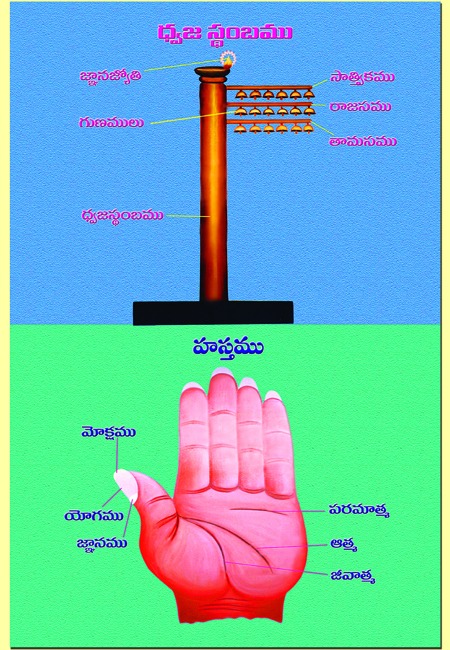 ధ్వజ స్థంబము
జ్ఞానజ్యోతి
సాత్వికము
రాజసము
గుణములు
తామసము
ధ్వజస్థంబము
హస్తము
మోక్షము
యోగము
జ్ఞానము
పరమాత్మ
ఆత్మ
జీవాత్మ